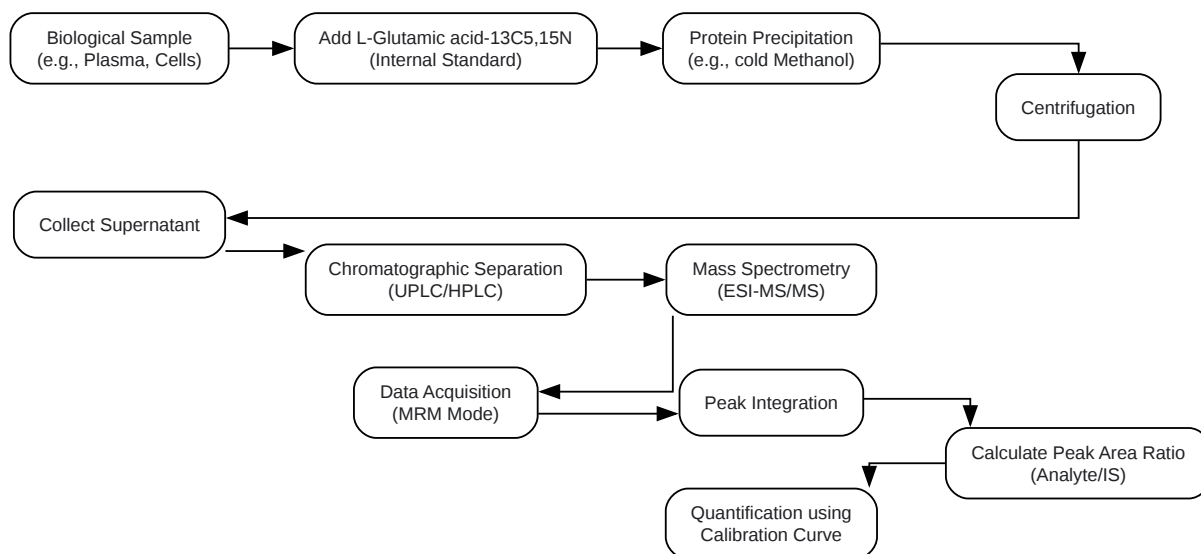 Biological Sample
(e.g., Plasma, Cells)
Add L-Glutamic acid-13C5,15N
(Internal Standard)
Protein Precipitation
(e.g., cold Methanol)
Centrifugation
Collect Supernatant
Chromatographic Separation
(UPLC/HPLC)
Mass Spectrometry
(ESI-MS/MS)
Data Acquisition
(MRM Mode)
Peak Integration
Calculate Peak Area Ratio
(Analyte/IS)
Quantification using
Calibration Curve